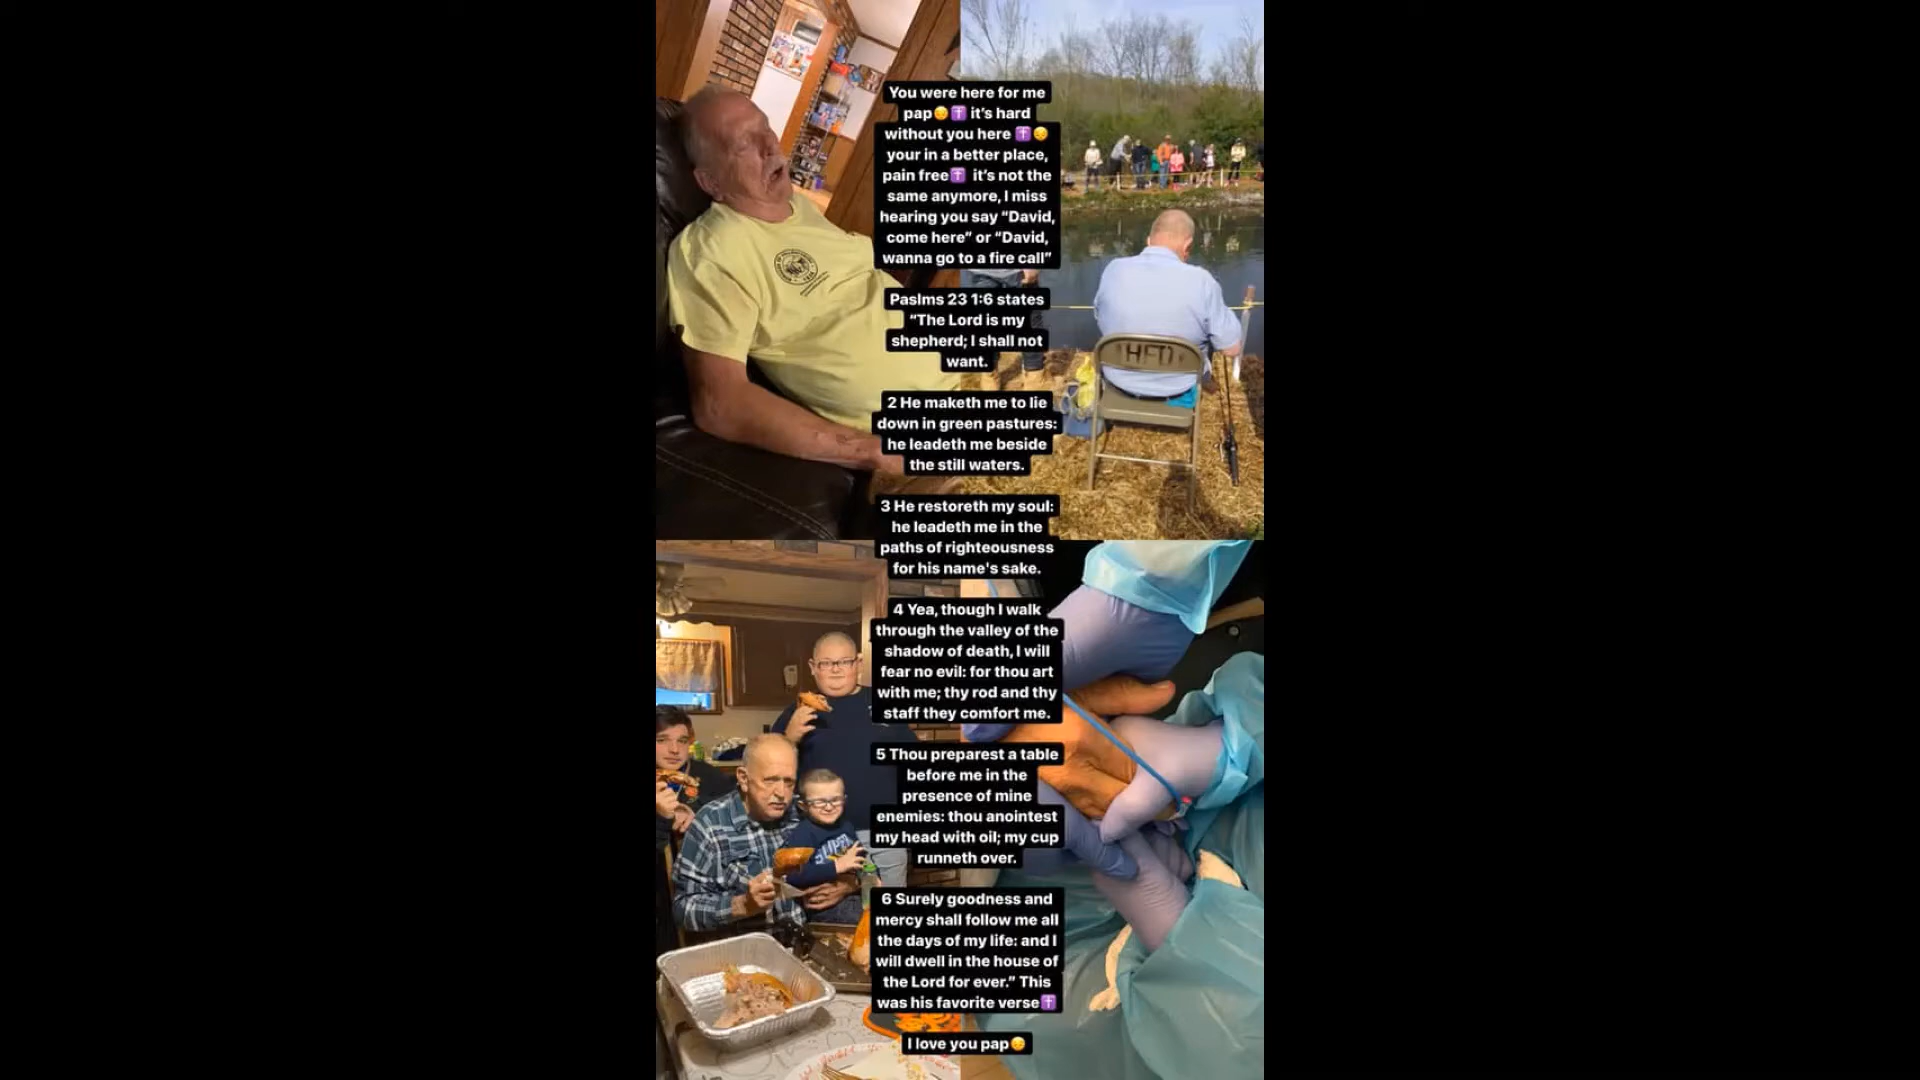 You were here for me
pap😔✝️ it’s hard
without you here ✝️😔
your in a better place,
pain free✝️ it’s not the
same anymore, I miss
hearing you say “David,
come here” or “David,
wanna go to a fire call”
Paslms 23 1:6 states
“The Lord is my
shepherd; I shall not
want.
2 He maketh me to lie
down in green pastures:
he leadeth me beside
the still waters.
3 He restoreth my soul:
he leadeth me in the
paths of righteousness
for his name's sake.
4 Yea, though I walk
through the valley of the
shadow of death, I will
fear no evil: for thou art
with me; thy rod and thy
staff they comfort me.
5 Thou preparest a table
before me in the
presence of mine
enemies: thou anointest
my head with oil; my cup
runneth over.
6 Surely goodness and
mercy shall follow me all
the days of my life: and I
will dwell in the house of
the Lord for ever.” This
was his favorite verse✝️
I love you pap😔
HFD